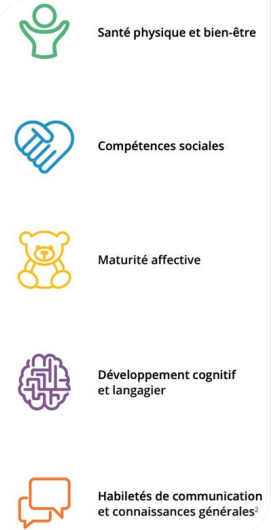 Santé physique et bien-être
Compétences sociales
Maturité affective
Développement cognitif
et langagier
Habiletés de communication
et connaissances générales²